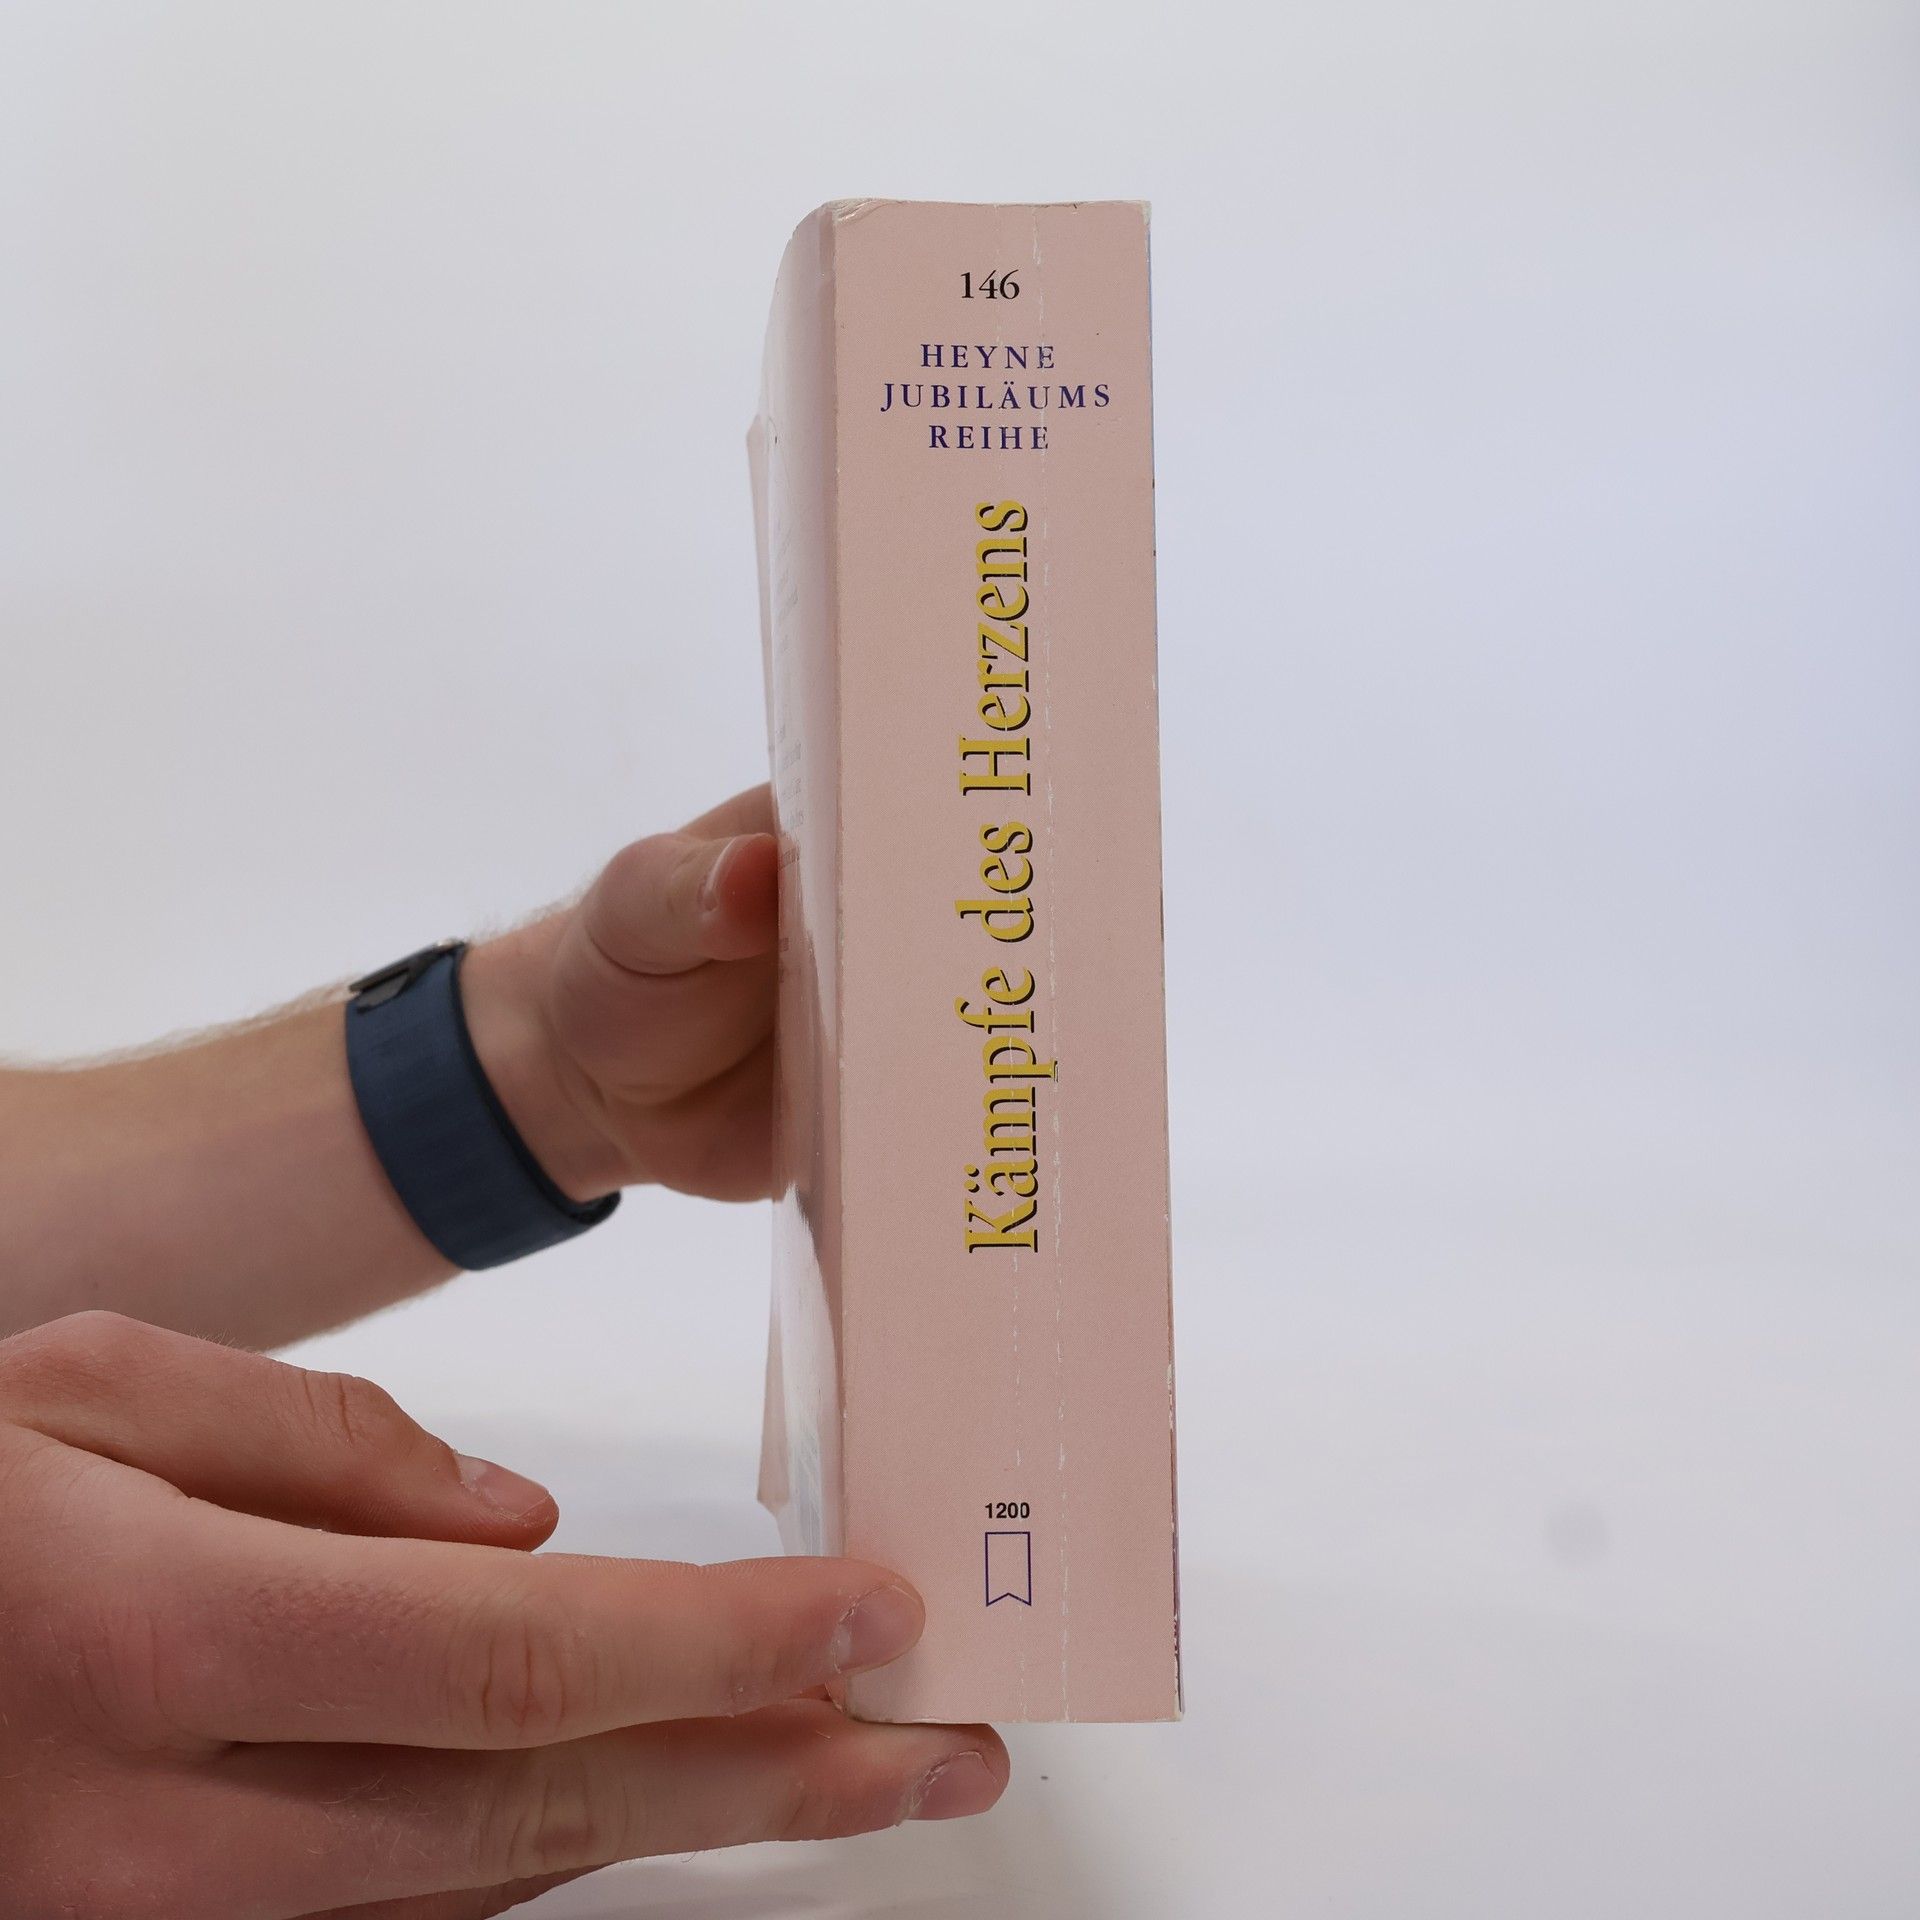 146
HEYNE
JUBILÄUMS
REIHE
Kämpfe des Herzens
1200